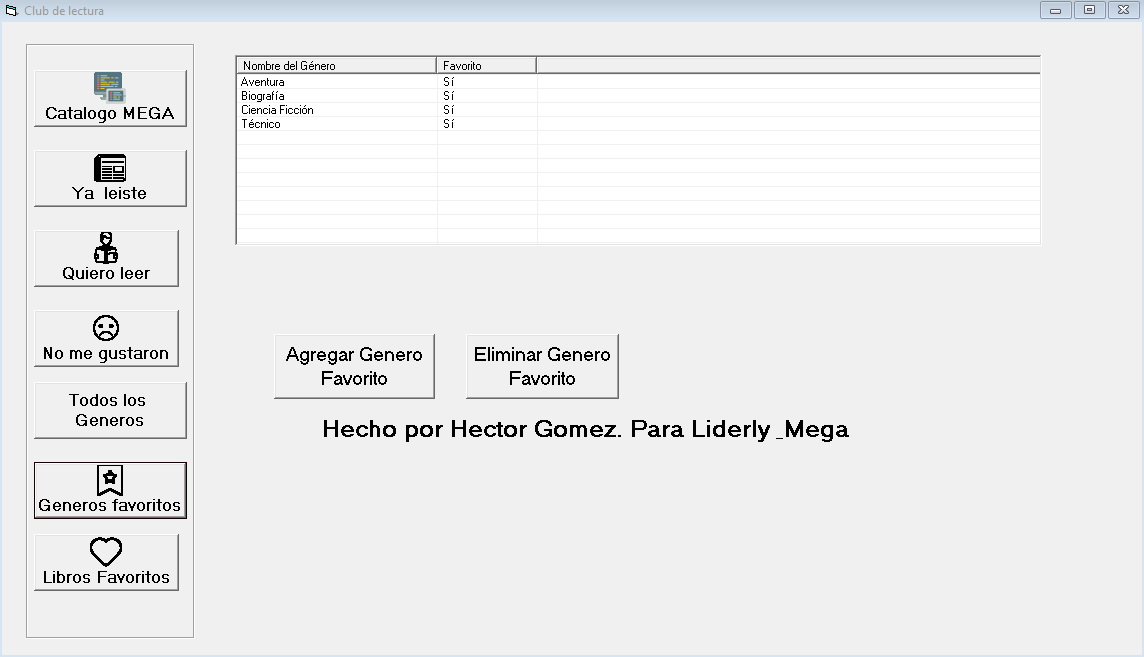 Club de lectura
Catalogo MEGA
Ya leiste
Quiero leer
No me gustaron
Todos los
Generos
Generos favoritos
Libros Favoritos
Nombre del Género Favorito
Aventura Sí
Biografía Sí
Ciencia Ficción Sí
Técnico Sí
Agregar Genero
Favorito
Eliminar Genero
Favorito
Hecho por Hector Gomez. Para Liderly _Mega